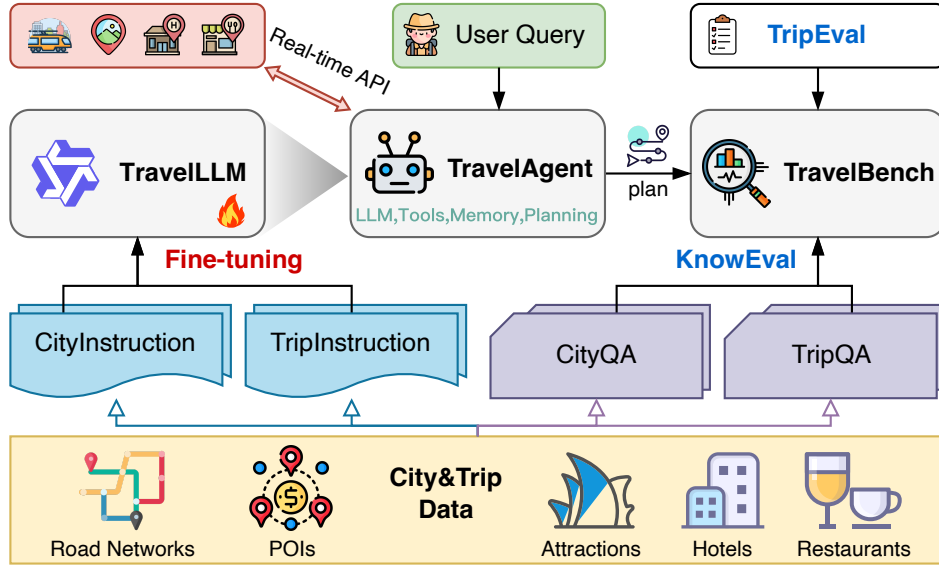 Real-time API
User Query
TripEval
TravelLLM
TravelAgent
LLM,Tools,Memory,Planning
plan
TravelBench
Fine-tuning
KnowEval
CityInstruction
TripInstruction
CityQA
TripQA
City&Trip
Data
Road Networks
POIs
Attractions
Hotels
Restaurants